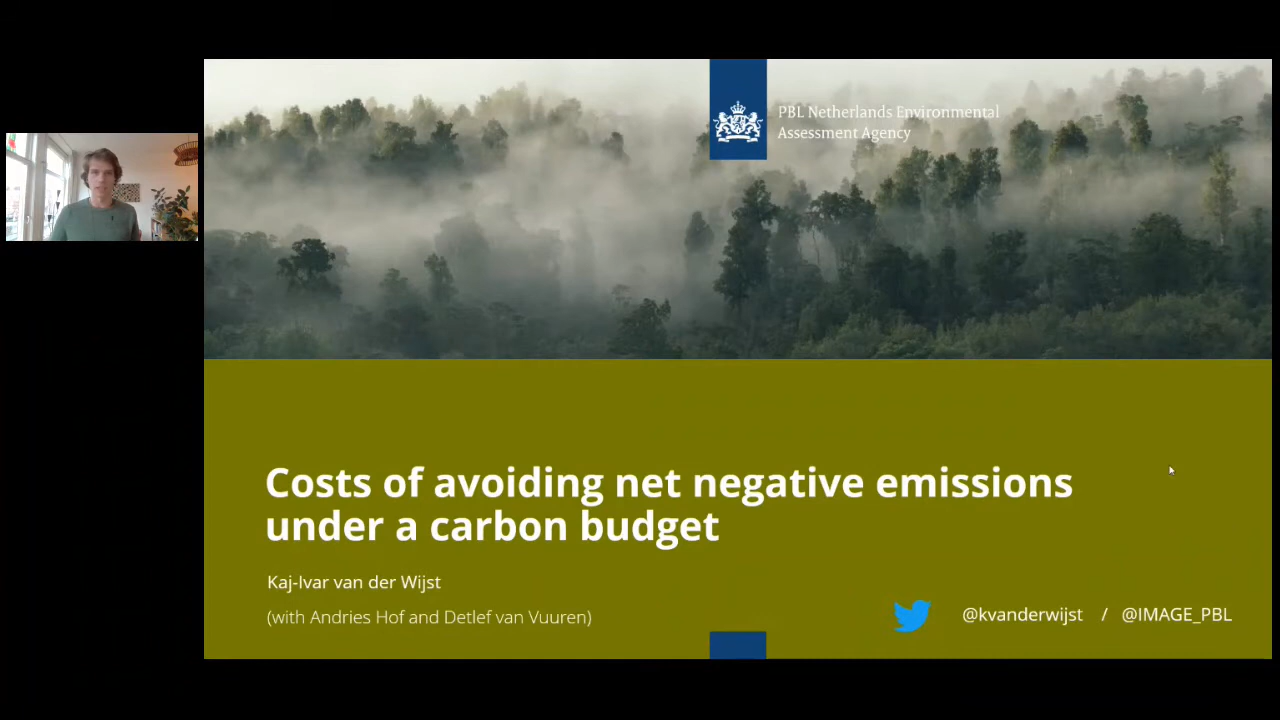 PBL Netherlands Environmental
Assessment Agency
Costs of avoiding net negative emissions
under a carbon budget
Kaj-Ivar van der Wijst
(with Andries Hof and Detlef van Vuuren)
@kvanderwijst / @IMAGE_PBL